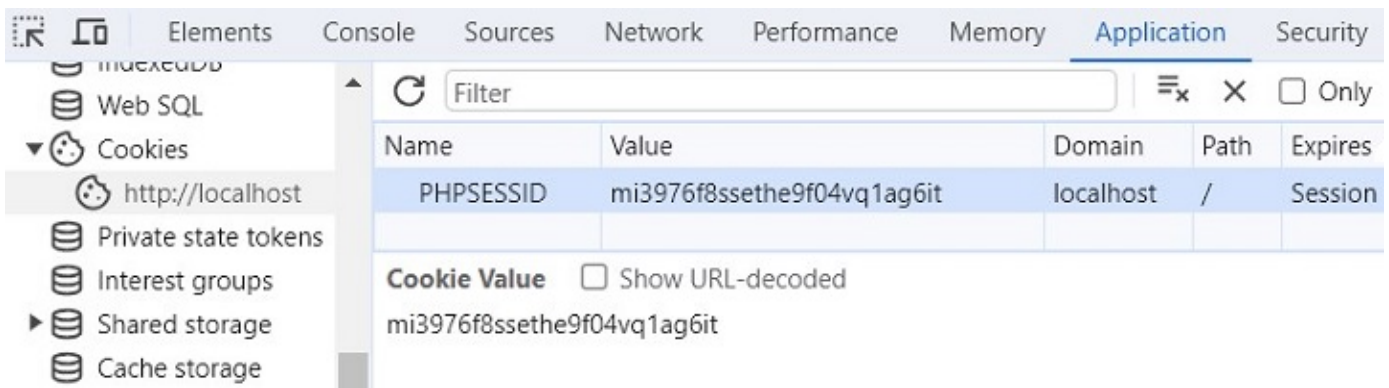 Elements Console Sources Network Performance Memory Application Security
IndexedDB
Web SQL
Cookies
http://localhost
Private state tokens
Interest groups
Shared storage
Cache storage
Filter
Only
Name Value Domain Path Expires
PHPSESSID mi3976f8ssethe9f04vq1ag6it localhost / Session
Cookie Value Show URL-decoded
mi3976f8ssethe9f04vq1ag6it